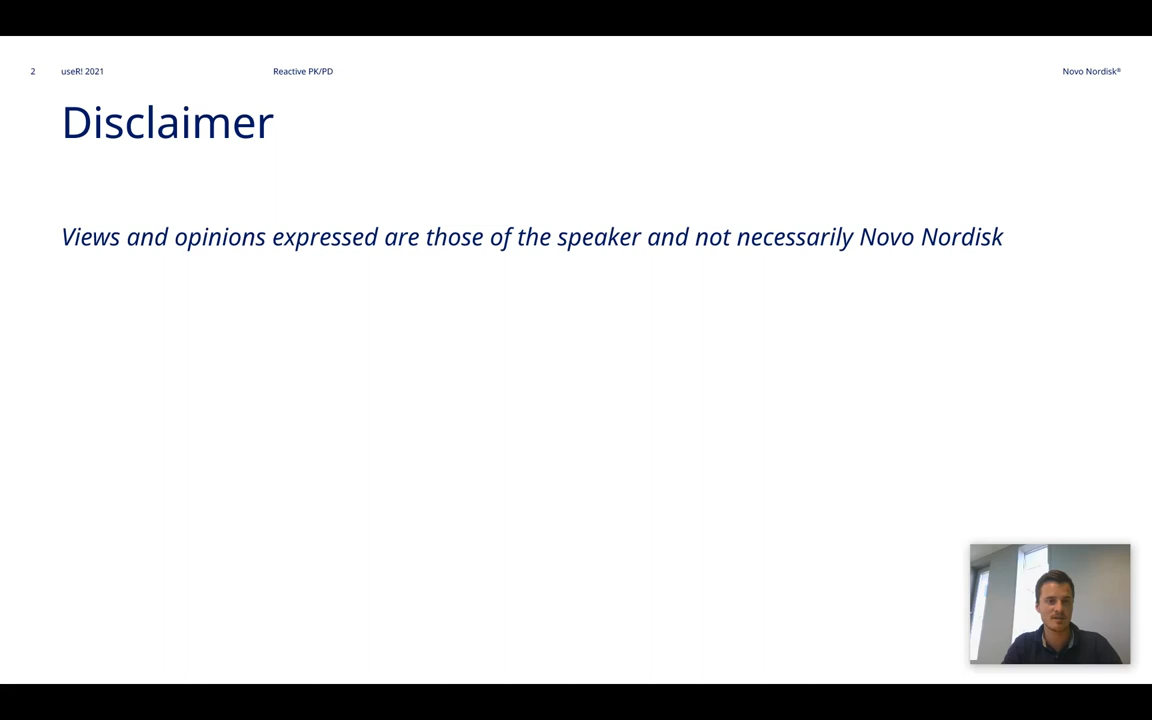 2 useR! 2021 Reactive PK/PD Novo Nordisk®
Disclaimer
Views and opinions expressed are those of the speaker and not necessarily Novo Nordisk